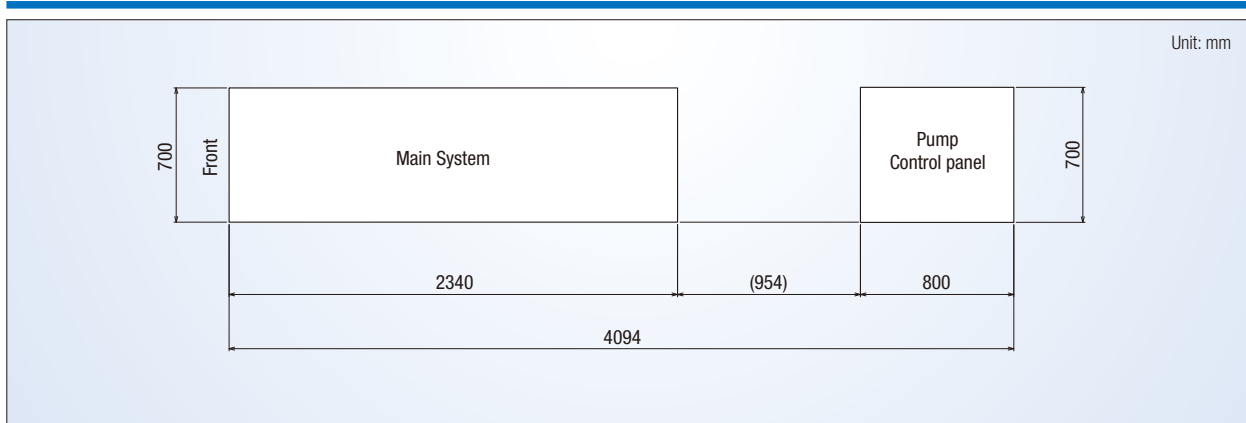 Unit: mm
700
Front
Main System
Pump
Control panel
700
2340
(954)
800
4094